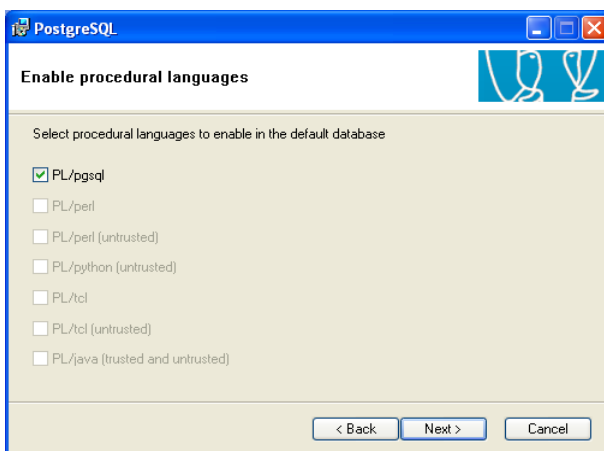 PostgreSQL
Enable procedural languages
Select procedural languages to enable in the default database
PL/pgsql
PL/perl
PL/perl (untrusted)
PL/python (untrusted)
PL/tcl
PL/tcl (untrusted)
PL/java (trusted and untrusted)
< Back Next > Cancel